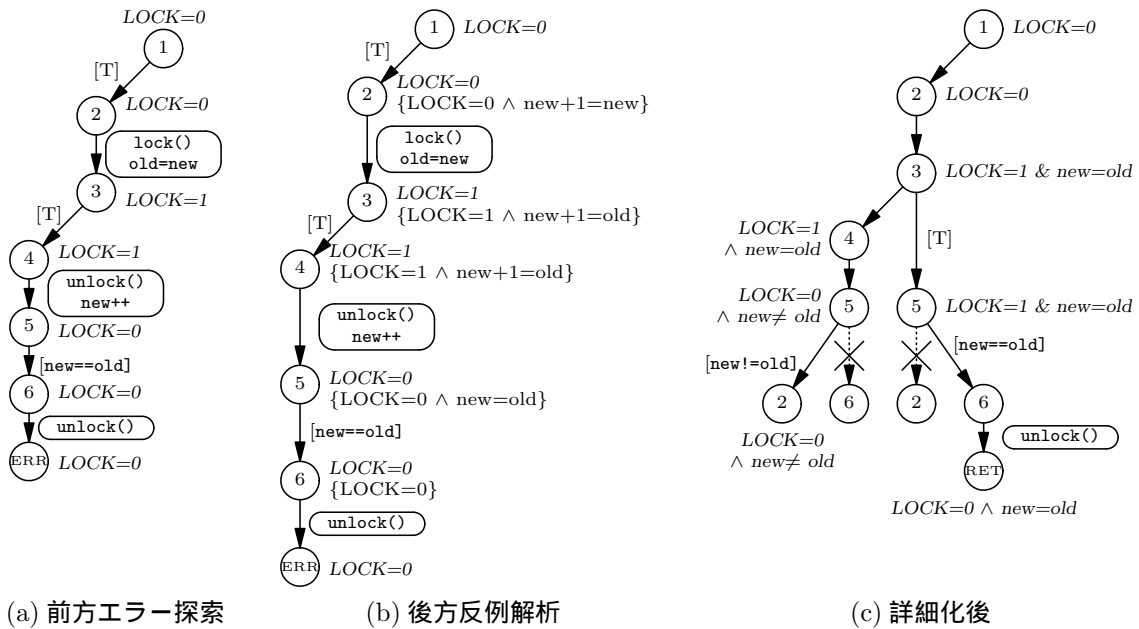 LOCK=0
1
[T]
2
LOCK=0
lock()
old=new
3
LOCK=1
[T]
4
LOCK=1
unlock()
new++
5
LOCK=0
[new==old]
6
LOCK=0
unlock()
ERR
LOCK=0
(a) 前方エラー探索
1
LOCK=0
[T]
2
LOCK=0
{LOCK=0 ∧ new+1=new}
lock()
old=new
3
LOCK=1
{LOCK=1 ∧ new+1=old}
[T]
4
LOCK=1
{LOCK=1 ∧ new+1=old}
unlock()
new++
5
LOCK=0
{LOCK=0 ∧ new=old}
[new==old]
6
LOCK=0
{LOCK=0}
unlock()
ERR
LOCK=0
(b) 後方反例解析
1
LOCK=0
2
LOCK=0
3
LOCK=1 & new=old
LOCK=1
∧ new=old
4
[T]
LOCK=0
∧ new≠ old
5
5
LOCK=1 & new=old
[new!=old]
[new==old]
2
6
2
6
LOCK=0
∧ new≠ old
unlock()
RET
LOCK=0 ∧ new=old
(c) 詳細化後